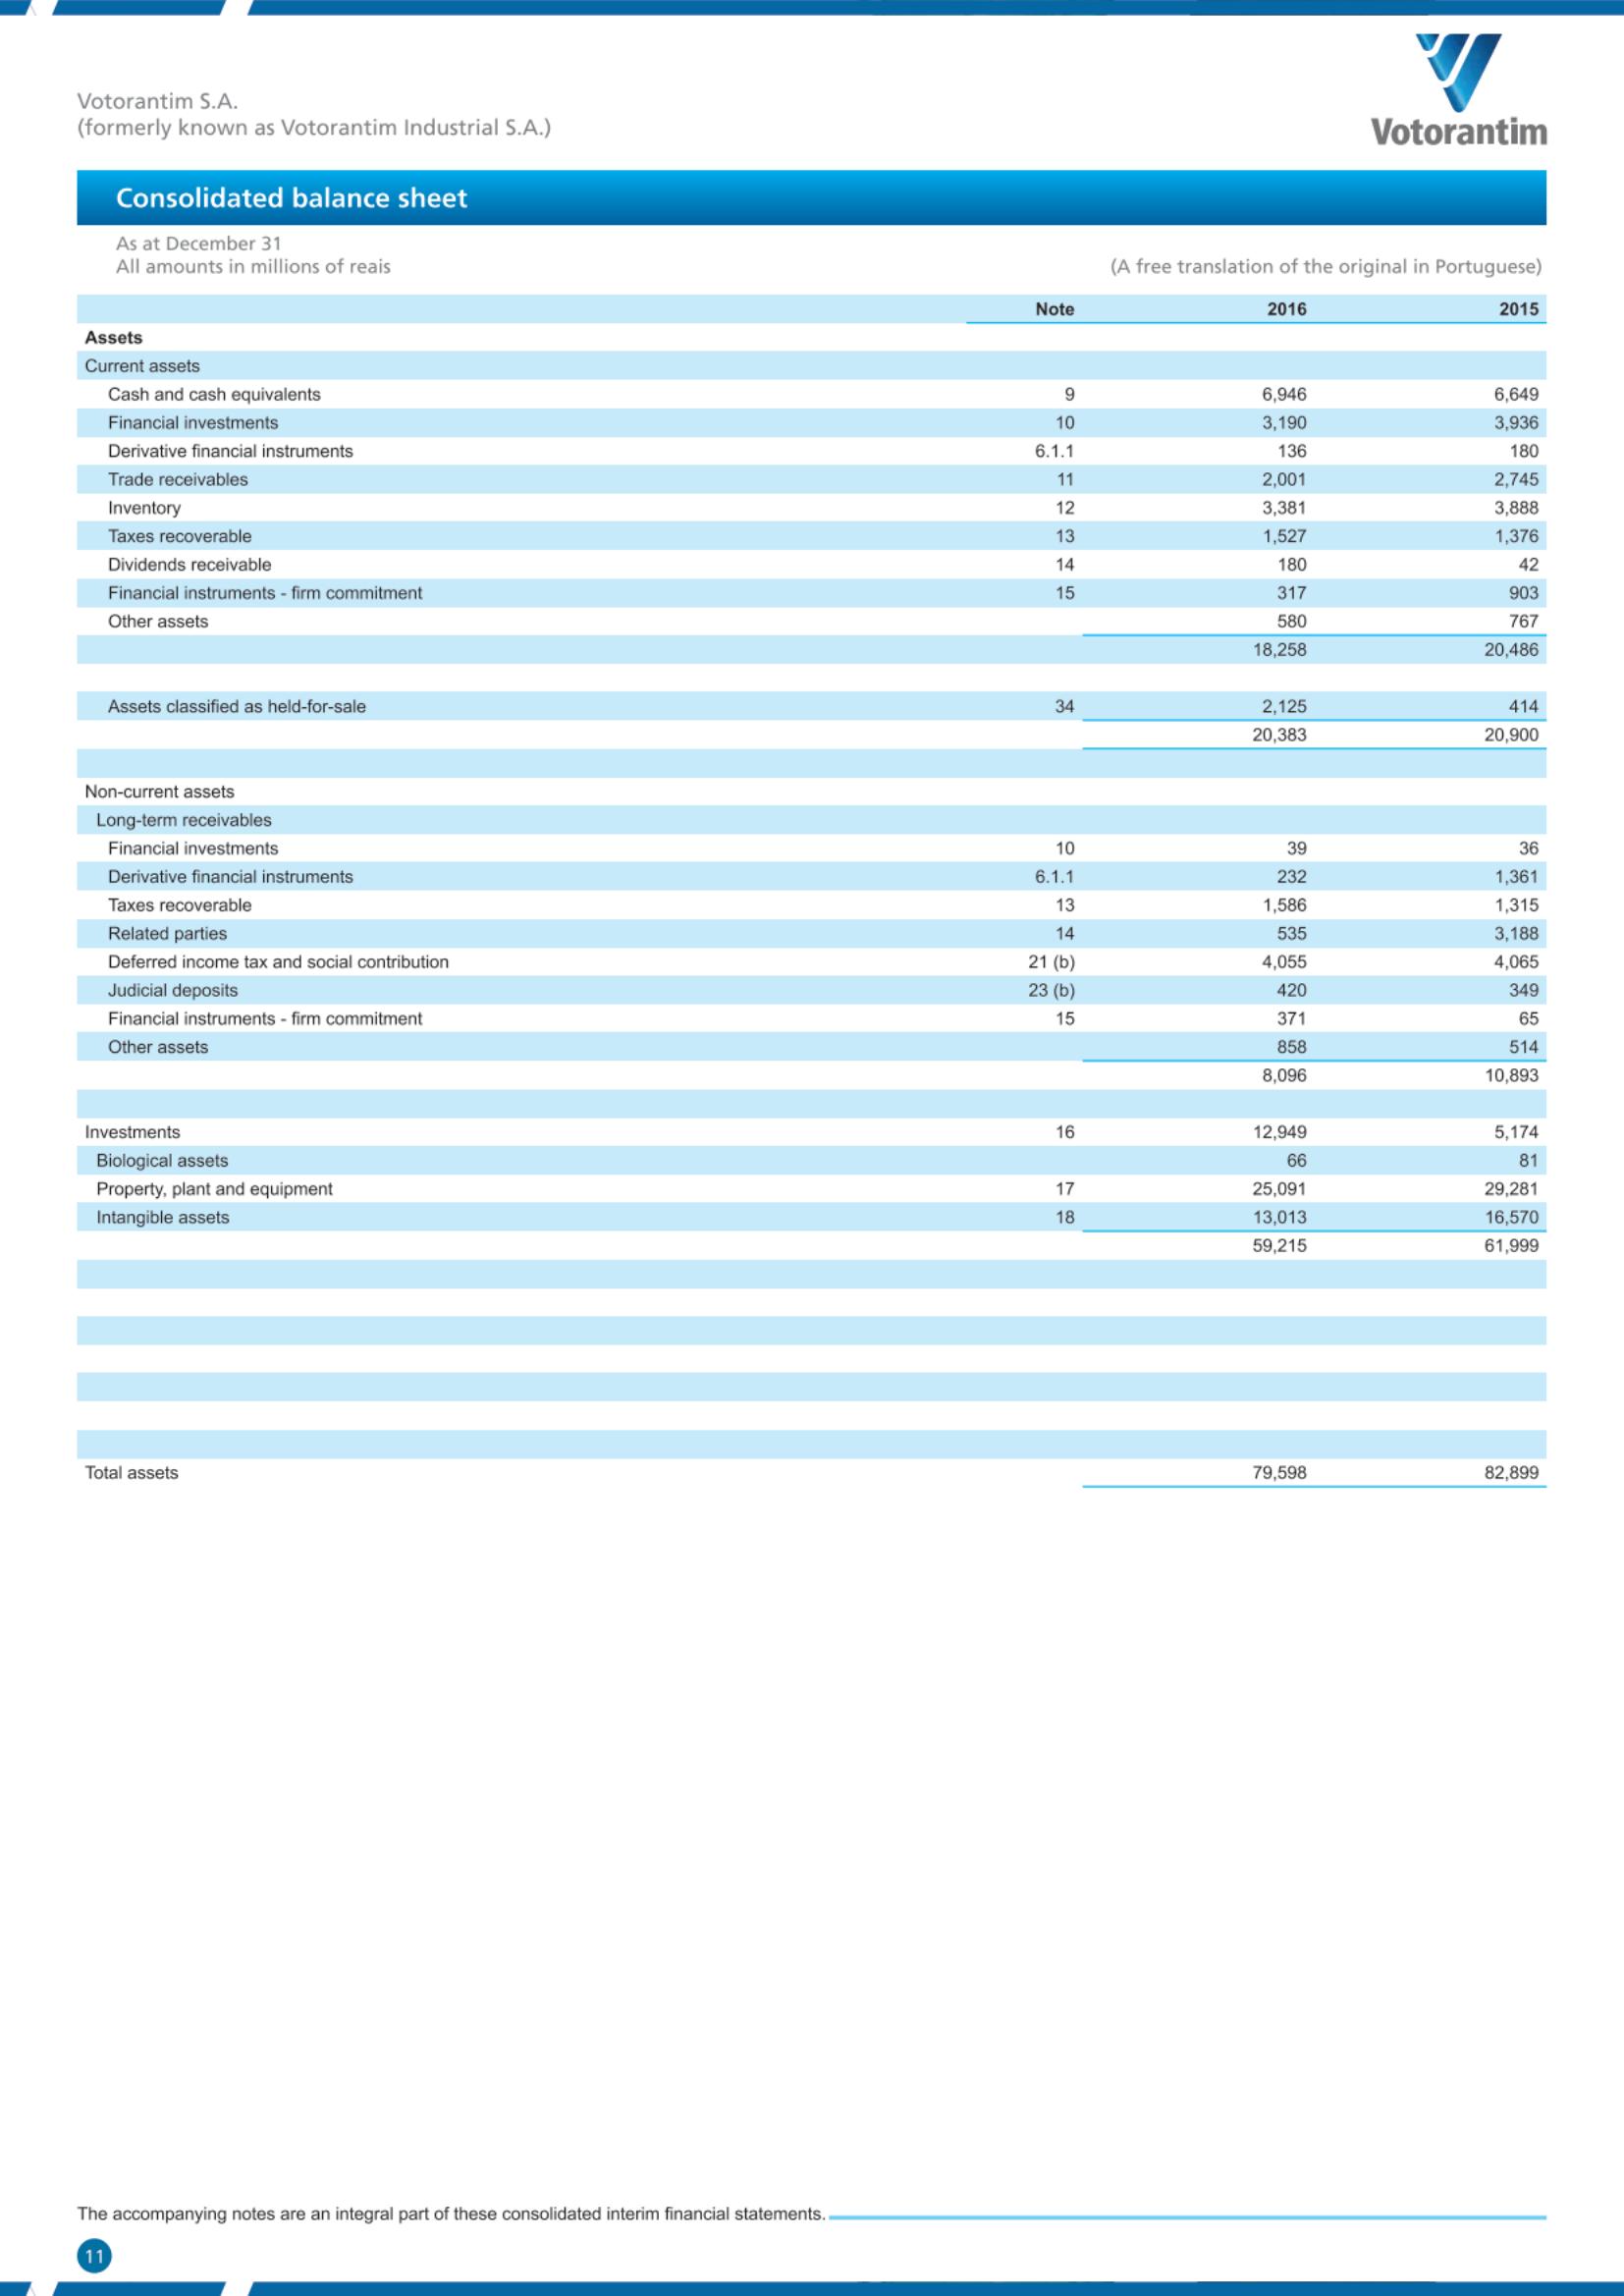 Votorantim S.A.
(formerly known as Votorantim Industrial S.A.)
Votorantim
Consolidated balance sheet
As at December 31
All amounts in millions of reais (A free translation of the original in Portuguese)
Note 2016 2015
Assets
Current assets
Cash and cash equivalents 9 6,946 6,649
Financial investments 10 3,190 3,936
Derivative financial instruments 6.1.1 136 180
Trade receivables 11 2,001 2,745
Inventory 12 3,381 3,888
Taxes recoverable 13 1,527 1,376
Dividends receivable 14 180 42
Financial instruments - firm commitment 15 317 903
Other assets 580 767
18,258 20,486
Assets classified as held-for-sale 34 2,125 414
20,383 20,900
Non-current assets
Long-term receivables
Financial investments 10 39 36
Derivative financial instruments 6.1.1 232 1,361
Taxes recoverable 13 1,586 1,315
Related parties 14 535 3,188
Deferred income tax and social contribution 21 (b) 4,055 4,065
Judicial deposits 23 (b) 420 349
Financial instruments - firm commitment 15 371 65
Other assets 858 514
8,096 10,893
Investments 16 12,949 5,174
Biological assets 66 81
Property, plant and equipment 17 25,091 29,281
Intangible assets 18 13,013 16,570
59,215 61,999
Total assets 79,598 82,899
The accompanying notes are an integral part of these consolidated interim financial statements.
11